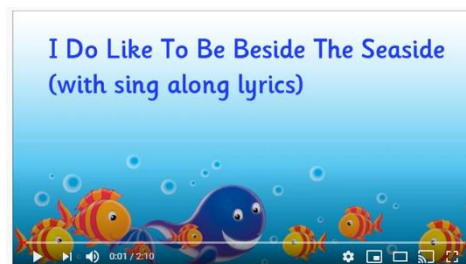 I Do Like To Be Beside The Seaside
(with sing along lyrics)
0:01 / 2:10